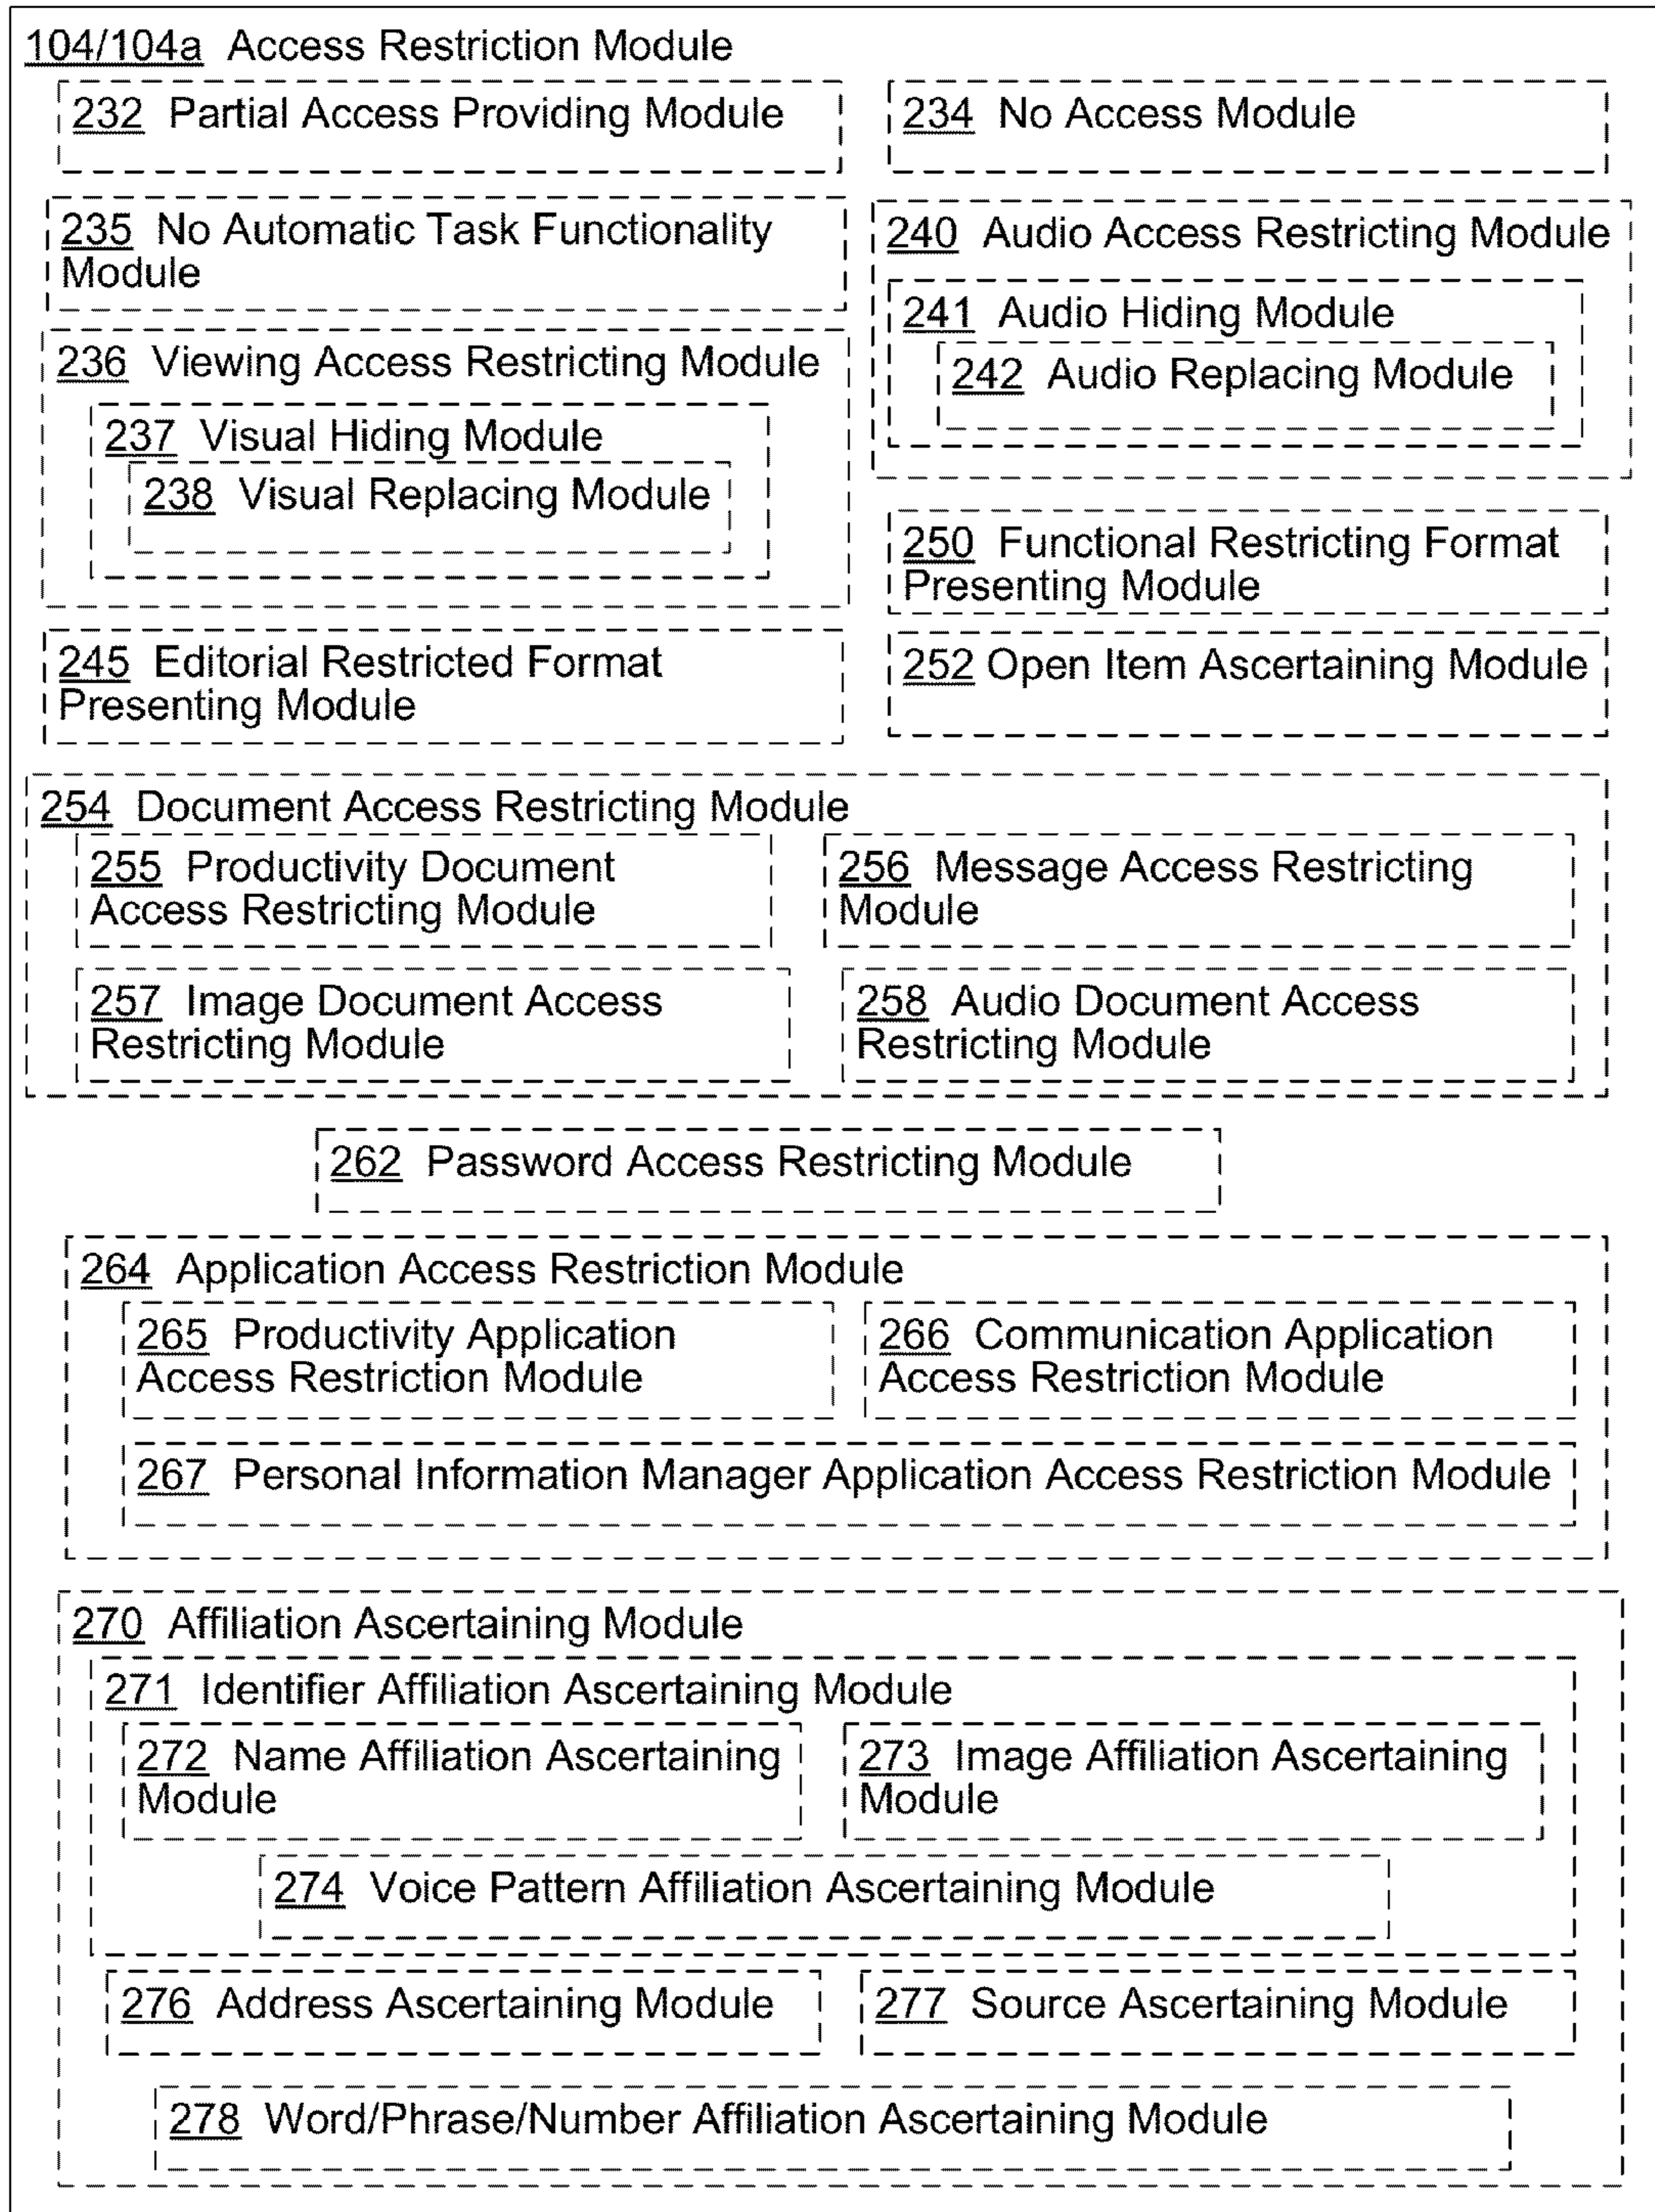 104/104a Access Restriction Module
232 Partial Access Providing Module
234 No Access Module
235 No Automatic Task Functionality
Module
240 Audio Access Restricting Module
241 Audio Hiding Module
242 Audio Replacing Module
236 Viewing Access Restricting Module
237 Visual Hiding Module
238 Visual Replacing Module
250 Functional Restricting Format
Presenting Module
245 Editorial Restricted Format
Presenting Module
252 Open Item Ascertaining Module
254 Document Access Restricting Module
255 Productivity Document
Access Restricting Module
256 Message Access Restricting
Module
257 Image Document Access
Restricting Module
258 Audio Document Access
Restricting Module
262 Password Access Restricting Module
264 Application Access Restriction Module
265 Productivity Application
Access Restriction Module
266 Communication Application
Access Restriction Module
267 Personal Information Manager Application Access Restriction Module
270 Affiliation Ascertaining Module
271 Identifier Affiliation Ascertaining Module
272 Name Affiliation Ascertaining
Module
273 Image Affiliation Ascertaining
Module
274 Voice Pattern Affiliation Ascertaining Module
276 Address Ascertaining Module
277 Source Ascertaining Module
278 Word/Phrase/Number Affiliation Ascertaining Module